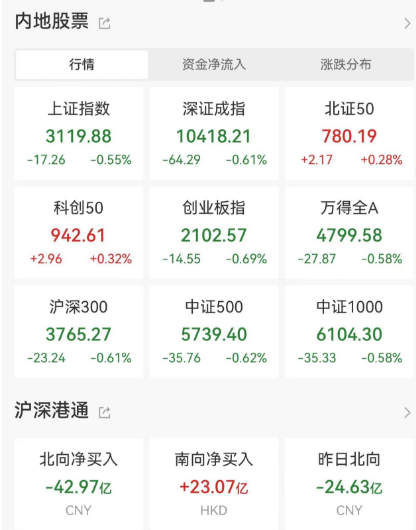 内地股票
行情 资金净流入 涨跌分布
上证指数 深证成指 北证50
3119.88 10418.21 780.19
-17.26 -0.55% -64.29 -0.61% +2.17 +0.28%
科创50 创业板指 万得全A
942.61 2102.57 4799.58
+2.96 +0.32% -14.55 -0.69% -27.87 -0.58%
沪深300 中证500 中证1000
3765.27 5739.40 6104.30
-23.24 -0.61% -35.76 -0.62% -35.33 -0.58%
沪深港通
北向净买入 南向净买入 昨日北向
-42.97亿 +23.07亿 -24.63亿
CNY HKD CNY